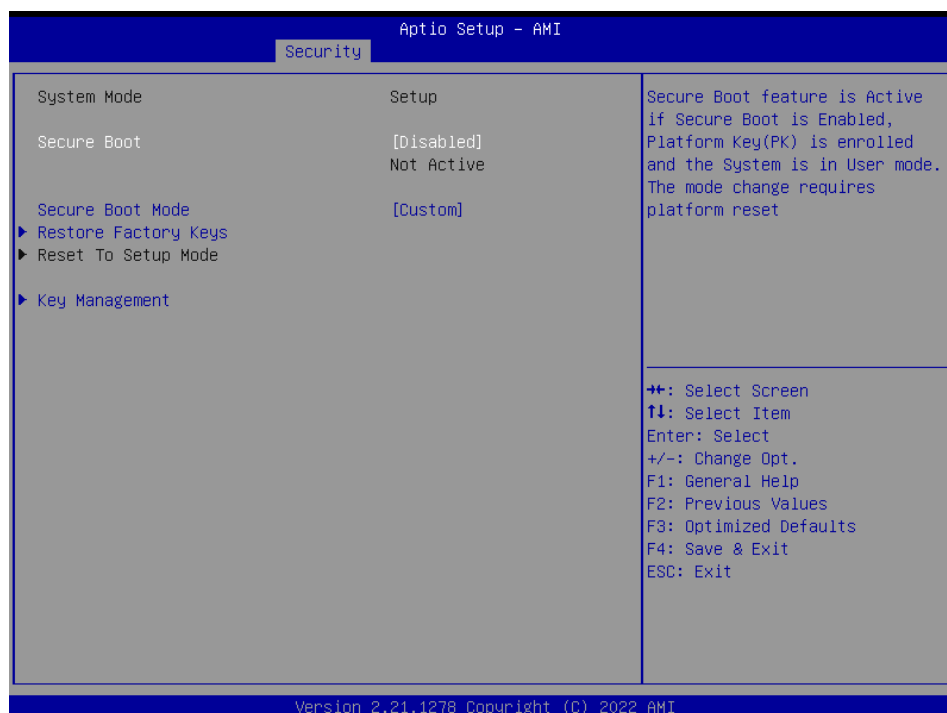 Aptio Setup – AMI
Security
System Mode Setup
Secure Boot [Disabled]
Not Active
Secure Boot Mode [Custom]
Restore Factory Keys
Reset To Setup Mode
Key Management
Secure Boot feature is Active
if Secure Boot is Enabled,
Platform Key(PK) is enrolled
and the System is in User mode.
The mode change requires
platform reset
→←: Select Screen
↑↓: Select Item
Enter: Select
+/-: Change Opt.
F1: General Help
F2: Previous Values
F3: Optimized Defaults
F4: Save & Exit
ESC: Exit
Version 2.21.1278 Copyright (C) 2022 AMI